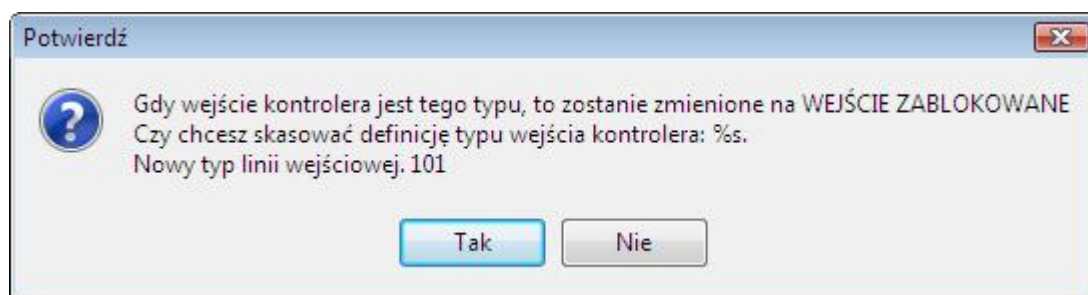 Potwierdź
Gdy wejście kontrolera jest tego typu, to zostanie zmienione na WEJŚCIE ZABLOKOWANE
Czy chcesz skasować definicję typu wejścia kontrolera: %s.
Nowy typ linii wejściowej. 101
Tak
Nie